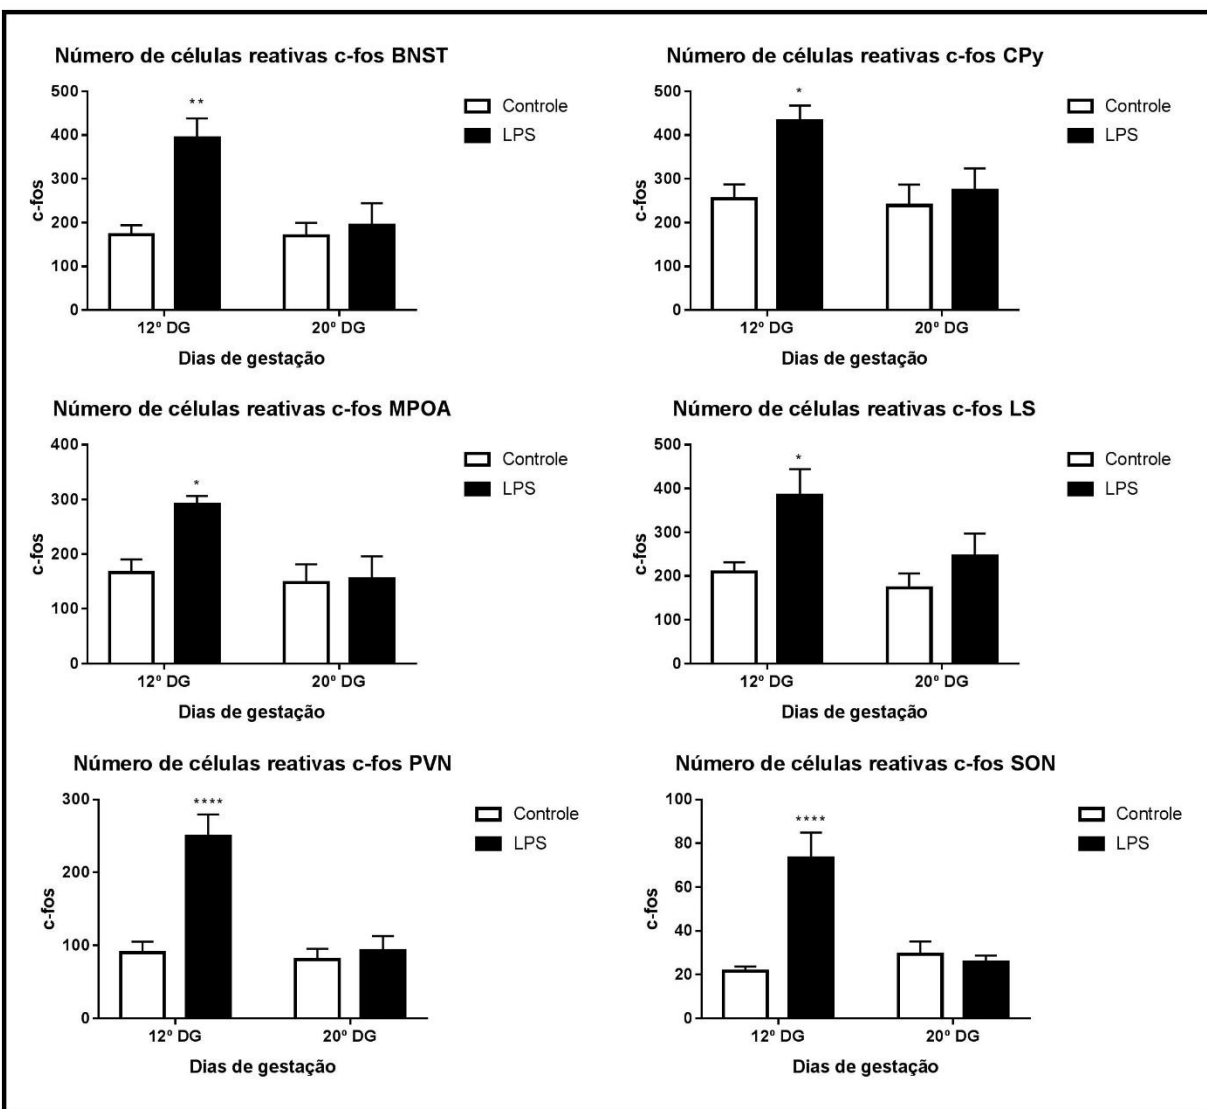 Número de células reativas c-fos BNST
500
400
300
200
100
0
c-fos
**
12º DG
20º DG
Dias de gestação
Controle
LPS
Número de células reativas c-fos CPy
500
400
300
200
100
0
c-fos
*
12º DG
20º DG
Dias de gestação
Controle
LPS
Número de células reativas c-fos MPOA
400
300
200
100
0
c-fos
*
12º DG
20º DG
Dias de gestação
Controle
LPS
Número de células reativas c-fos LS
500
400
300
200
100
0
c-fos
*
12º DG
20º DG
Dias de gestação
Controle
LPS
Número de células reativas c-fos PVN
300
200
100
0
c-fos
****
12º DG
20º DG
Dias de gestação
Controle
LPS
Número de células reativas c-fos SON
100
80
60
40
20
0
c-fos
****
12º DG
20º DG
Dias de gestação
Controle
LPS